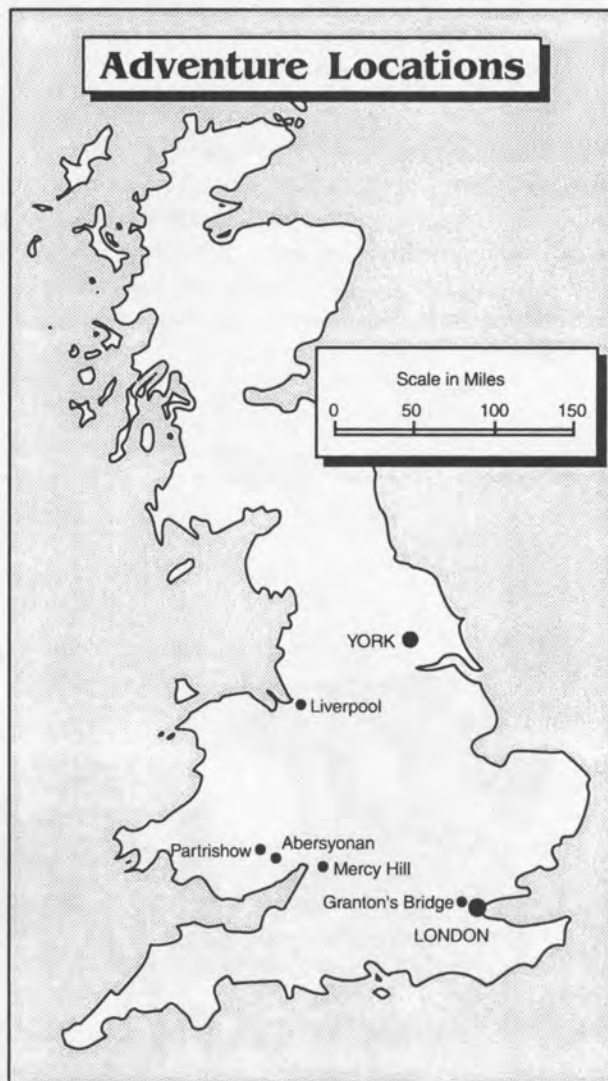 Adventure Locations
Scale in Miles
0 50 100 150
YORK
Liverpool
Partrishow
Abersyonan
Mercy Hill
Granton's Bridge
LONDON